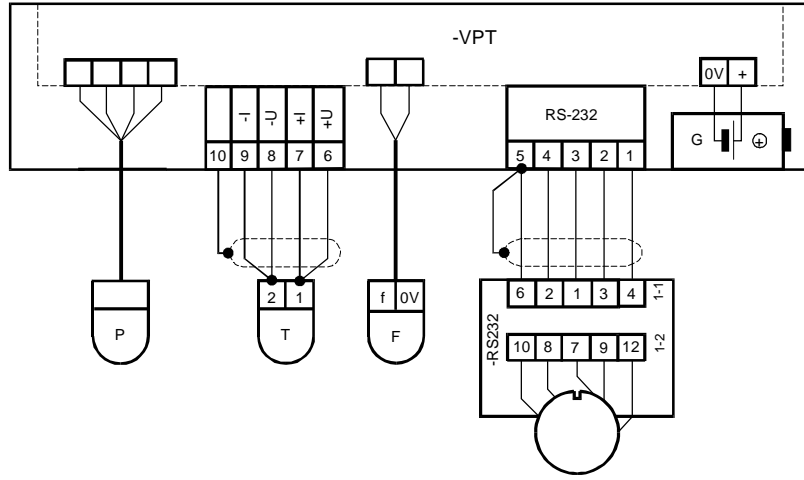 -VPT
0V +
-I -U +I +U
RS-232
G
10 9 8 7 6
5 4 3 2 1
2 1
f 0V
6 2 1 3 4
1-1
P
T
F
-RS232
10 8 7 9 12
1-2